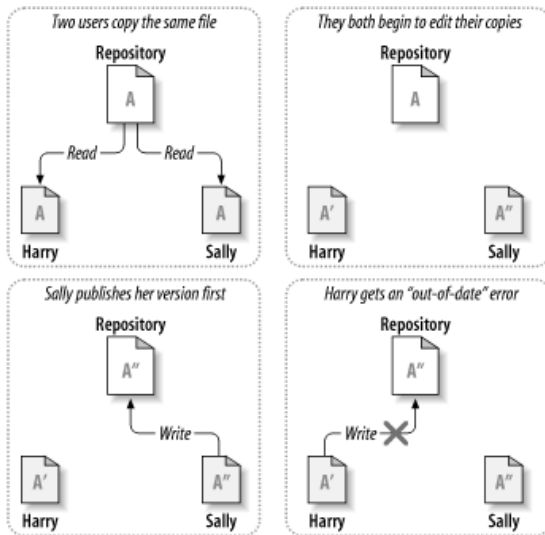 Two users copy the same file
Repository
A
Read
Read
A
A
Harry
Sally
They both begin to edit their copies
Repository
A
A'
A"
Harry
Sally
Sally publishes her version first
Repository
A"
Write
A'
A"
Harry
Sally
Harry gets an “out-of-date” error
Repository
A"
Write
A'
A"
Harry
Sally